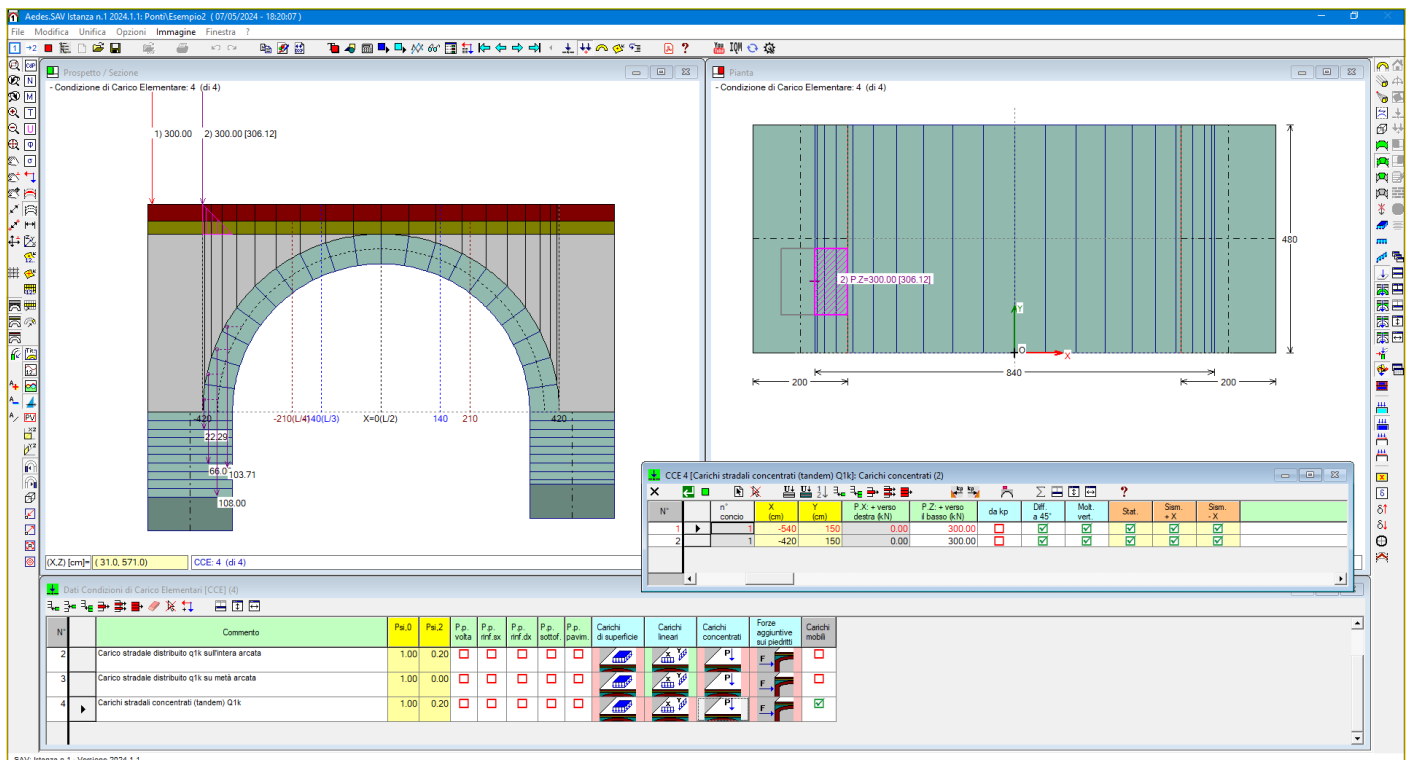 Aedes.SAV Istanza n.1 2024.1.1: Ponti\Esempio2 ( 07/05/2024 - 18:20:07 )
File Modifica Unifica Opzioni Immagine Finestra ?
Prospetto / Sezione
- Condizione di Carico Elementare: 4 (di 4)
1) 300.00 2) 300.00 [306.12]
-420 -210(L/4) X=0(L/2) 140 210 420
22.29
66.0 103.71
108.00
(X,Z) [cm]= ( 31.0, 571.0) CCE: 4 (di 4)
Pianta
- Condizione di Carico Elementare: 4 (di 4)
480
2) P.Z=300.00 [306.12]
Y
O X
840
200 200
CCE 4 [Carichi stradali concentrati (tandem) Q1k]: Carichi concentrati (2)
N° n° concio X (cm) Y (cm) P.X: + verso destra (kN) P.Z: + verso il basso (kN) da kp Diff. a 45° Molt. vert. Stat. Sism. + X Sism. - X
1 1 -540 150 0.00 300.00
2 1 -420 150 0.00 300.00
Dati Condizioni di Carico Elementari [CCE] (4)
N° Commento Psi,0 Psi,2 P.p. volta P.p. rinf.sx P.p. rinf.dx P.p. sottof. P.p. pavim. Carichi di superficie Carichi lineari Carichi concentrati Forze aggiuntive sui piedritti Carichi mobili
2 Carico stradale distribuito q1k sull'intera arcata 1.00 0.20
3 Carico stradale distribuito q1k su metà arcata 1.00 0.00
4 Carichi stradali concentrati (tandem) Q1k 1.00 0.20
SAV: Istanza n.1 - Versione 2024.1.1